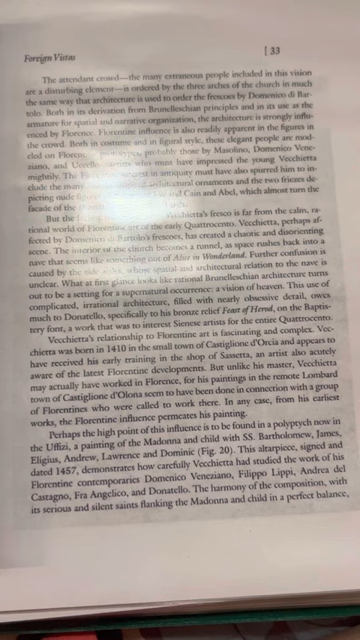 Foreign Vistas
[ 33
The attendant crowd—the many extraneous people included in this vision
are a disturbing element—is ordered by the three arches of the church in much
the same way that architecture is used to order the frescoes by Domenico di Bar-
tolo. Both in its derivation from Brunelleschian principles and in its use as the
armature for spatial and narrative organization, the architecture is strongly influ-
enced by Florence. Florentine influence is also readily apparent in the figures in
the crowd. Both in costume and in figural style, these elegant people are mod-
eled on Florentine prototypes, probably those by Masolino, Domenico Vene-
ziano, and Uccello, artists who must have impressed the young Vecchietta
mightily. The interest in antiquity must have also spurred him to in-
clude the many architectural ornaments and the two friezes de-
picting nude and Cain and Abel, which almost turn the
facade of the
But the Vecchietta's fresco is far from the calm, ra-
tional world of Florentine art of the early Quattrocento. Vecchietta, perhaps af-
fected by Domenico di Bartolo's frescoes, has created a chaotic and disorienting
scene. The interior of the church becomes a tunnel, as space rushes back into a
nave that seems like something out of Alice in Wonderland. Further confusion is
caused by the side aisles, whose spatial and architectural relation to the nave is
unclear. What at first glance looks like rational Brunelleschian architecture turns
out to be a setting for a supernatural occurrence: a vision of heaven. This use of
complicated, irrational architecture, filled with nearly obsessive detail, owes
much to Donatello, specifically to his bronze relief Feast of Herod, on the Baptis-
tery font, a work that was to interest Sienese artists for the entire Quattrocento.
Vecchietta's relationship to Florentine art is fascinating and complex. Vec-
chietta was born in 1410 in the small town of Castiglione d'Orcia and appears to
have received his early training in the shop of Sassetta, an artist also acutely
aware of the latest Florentine developments. But unlike his master, Vecchietta
may actually have worked in Florence, for his paintings in the remote Lombard
town of Castiglione d'Olona seem to have been done in connection with a group
of Florentines who were called to work there. In any case, from his earliest
works, the Florentine influence permeates his painting.
Perhaps the high point of this influence is to be found in a polyptych now in
the Uffizi, a painting of the Madonna and child with SS. Bartholomew, James,
Eligius, Andrew, Lawrence and Dominic (Fig. 20). This altarpiece, signed and
dated 1457, demonstrates how carefully Vecchietta had studied the work of his
Florentine contemporaries Domenico Veneziano, Filippo Lippi, Andrea del
Castagno, Fra Angelico, and Donatello. The harmony of the composition, with
its serious and silent saints flanking the Madonna and child in a perfect balance,